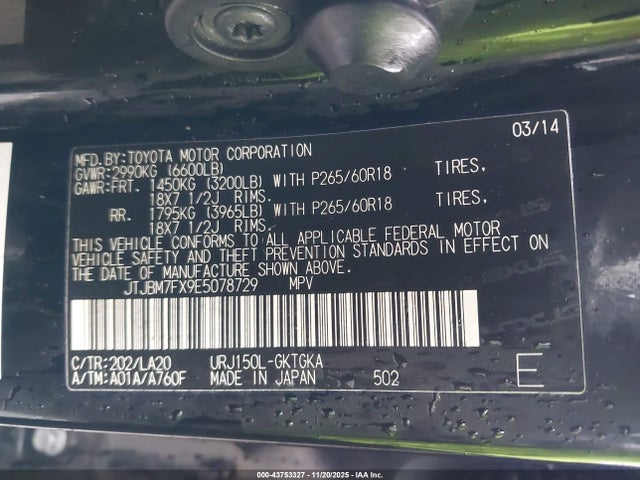 03/14
MFD. BY: TOYOTA MOTOR CORPORATION
GVWR: 2990KG (6600LB)
GAWR: FRT. 1450KG (3200LB) WITH P265/60R18 TIRES,
18X7 1/2J RIMS.
RR. 1795KG (3965LB) WITH P265/60R18 TIRES,
18X7 1/2J RIMS.
THIS VEHICLE CONFORMS TO ALL APPLICABLE FEDERAL MOTOR
VEHICLE SAFETY AND THEFT PREVENTION STANDARDS IN EFFECT ON
THE DATE OF MANUFACTURE SHOWN ABOVE.
JTJBM7FX9E5078729 MPV
C/TR: 202/LA20 URJ150L-GKTGKA
A/TM: A01A/A760F MADE IN JAPAN 502 E
000-43753327 - 11/20/2025 - IAA Inc.